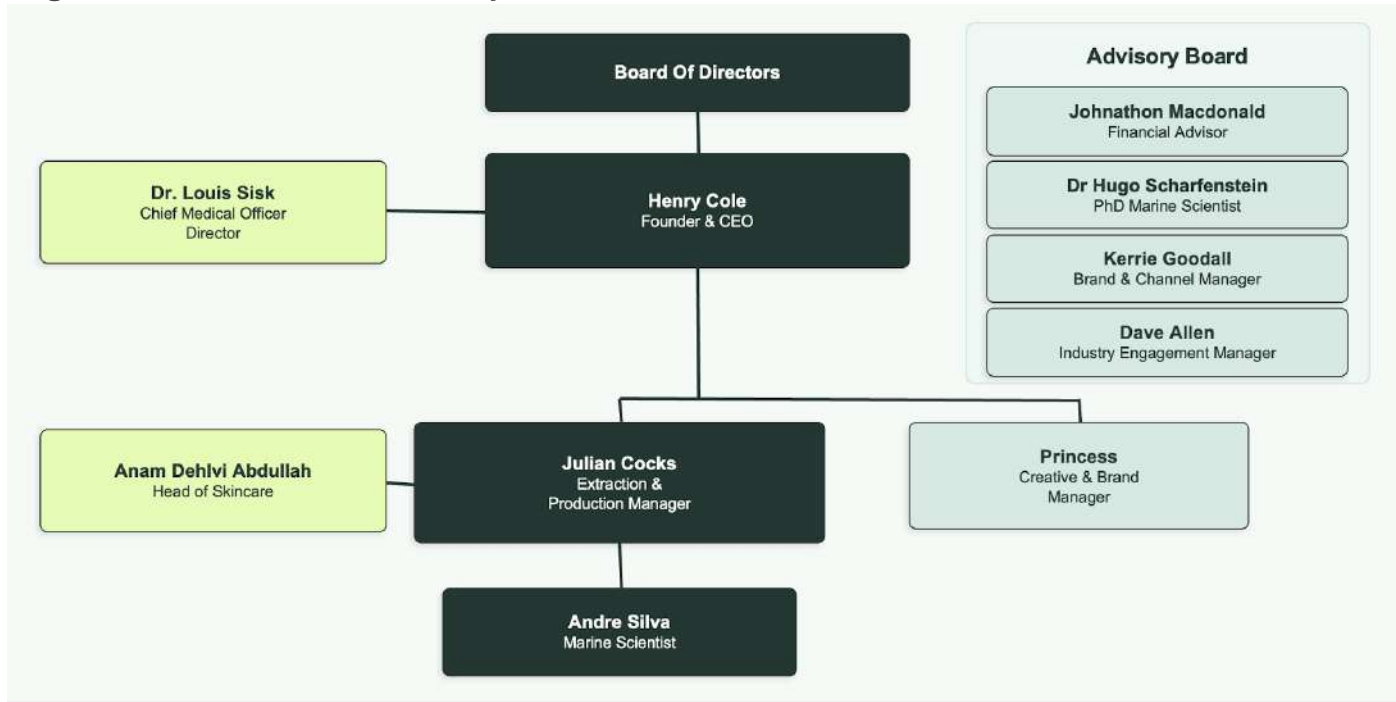 Board Of Directors
Advisory Board
Johnathon Macdonald
Financial Advisor
Dr Hugo Scharfenstein
PhD Marine Scientist
Kerrie Goodall
Brand & Channel Manager
Dave Allen
Industry Engagement Manager
Dr. Louis Sisk
Chief Medical Officer
Director
Henry Cole
Founder & CEO
Anam Dehlvi Abdullah
Head of Skincare
Julian Cocks
Extraction &
Production Manager
Princess
Creative & Brand
Manager
Andre Silva
Marine Scientist